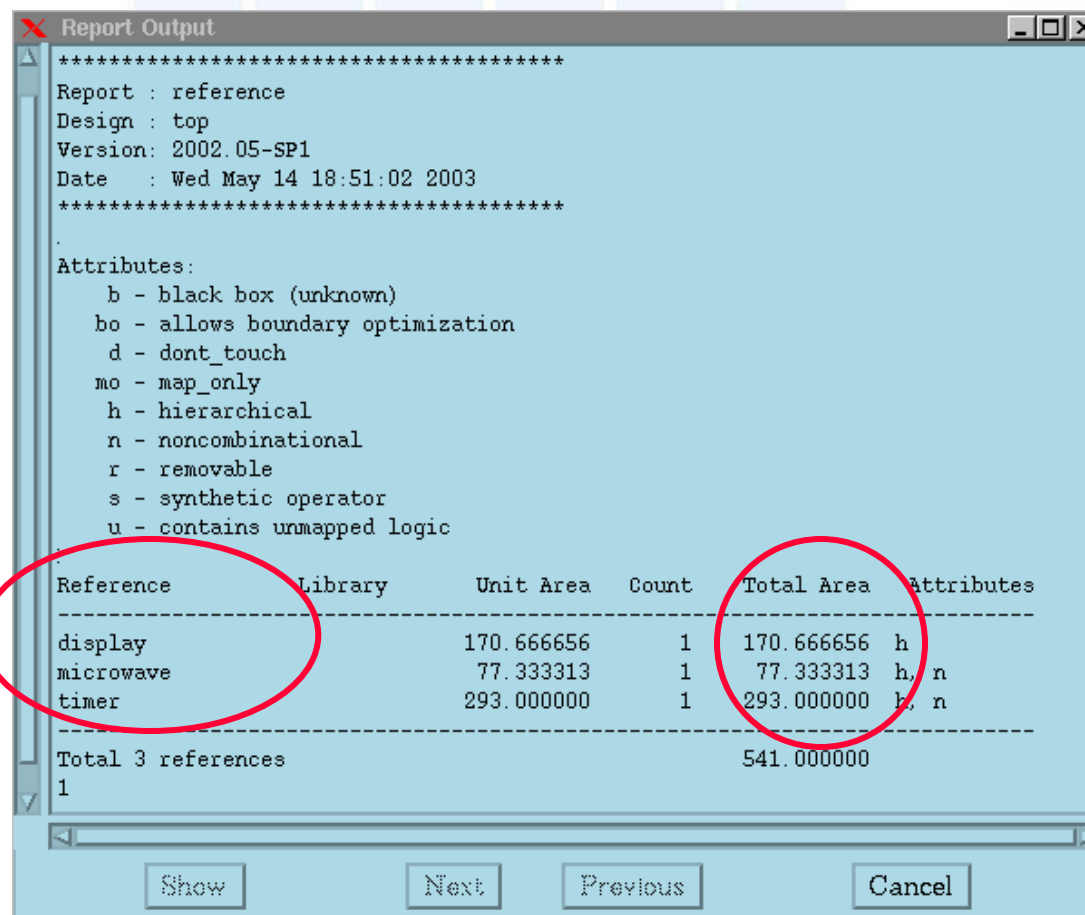 Report Output
****************************************
Report : reference
Design : top
Version: 2002.05-SP1
Date   : Wed May 14 18:51:02 2003
****************************************
.
Attributes:
    b - black box (unknown)
   bo - allows boundary optimization
    d - dont_touch
   mo - map_only
    h - hierarchical
    n - noncombinational
    r - removable
    s - synthetic operator
    u - contains unmapped logic
.
Reference          Library       Unit Area   Count    Total Area   Attributes
-----------------------------------------------------------------------------
display                         170.666656       1    170.666656  h
microwave                        77.333313       1     77.333313  h, n
timer                           293.000000       1    293.000000  h, n
-----------------------------------------------------------------------------
Total 3 references                                    541.000000
1
Show Next Previous Cancel